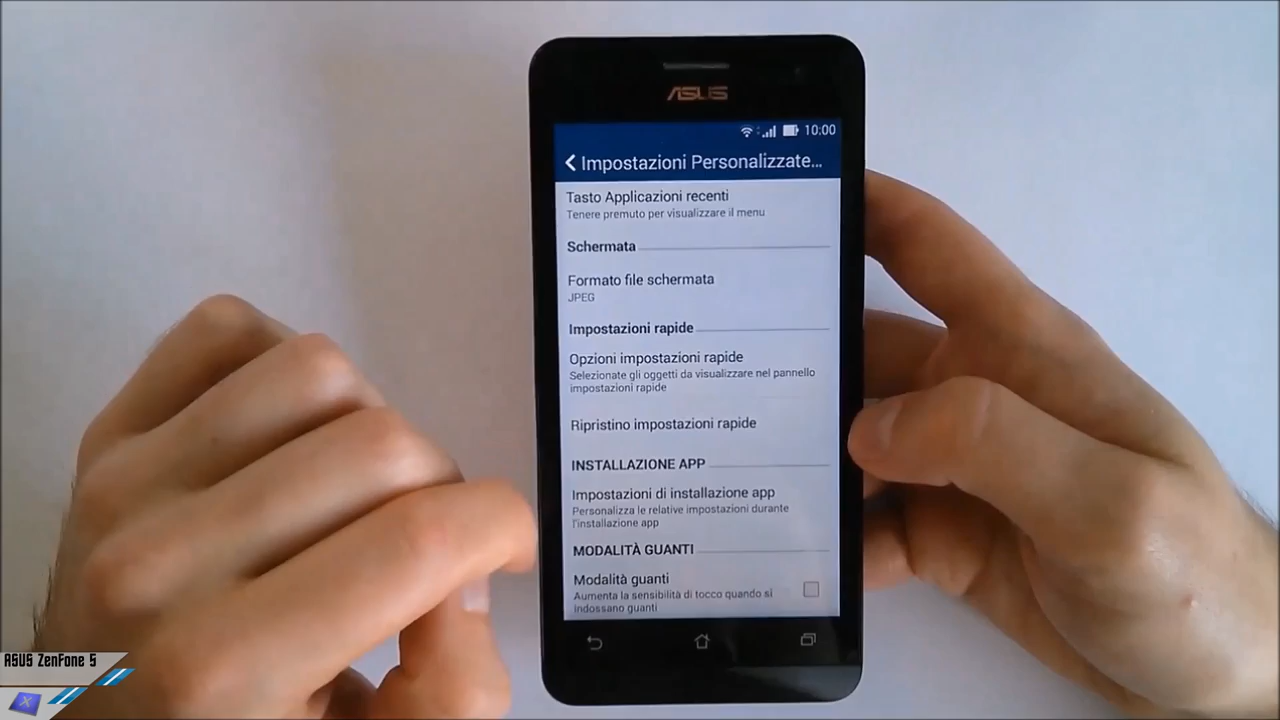 ASUS
10:00
Impostazioni Personalizzate...
Tasto Applicazioni recenti
Tenere premuto per visualizzare il menu
Schermata
Formato file schermata
JPEG
Impostazioni rapide
Opzioni impostazioni rapide
Selezionate gli oggetti da visualizzare nel pannello
impostazioni rapide
Ripristino impostazioni rapide
INSTALLAZIONE APP
Impostazioni di installazione app
Personalizza le relative impostazioni durante
l'installazione app
MODALITÀ GUANTI
Modalità guanti
Aumenta la sensibilità di tocco quando si
indossano guanti
ASUS ZenFone 5
X